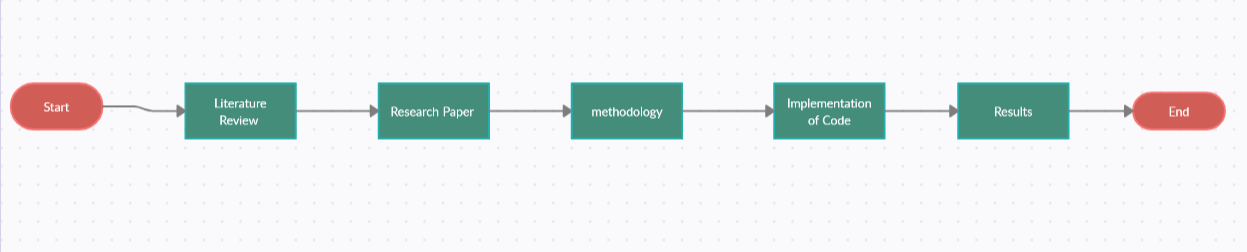 Start
Literature
Review
Research Paper
methodology
Implementation
of Code
Results
End